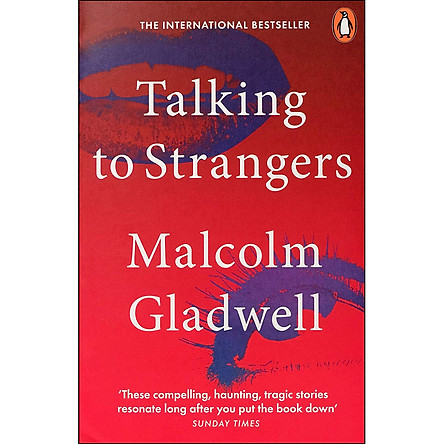 THE INTERNATIONAL BESTSELLER
Talking
to Strangers
Malcolm
Gladwell
‘These compelling, haunting, tragic stories
resonate long after you put the book down’
SUNDAY TIMES